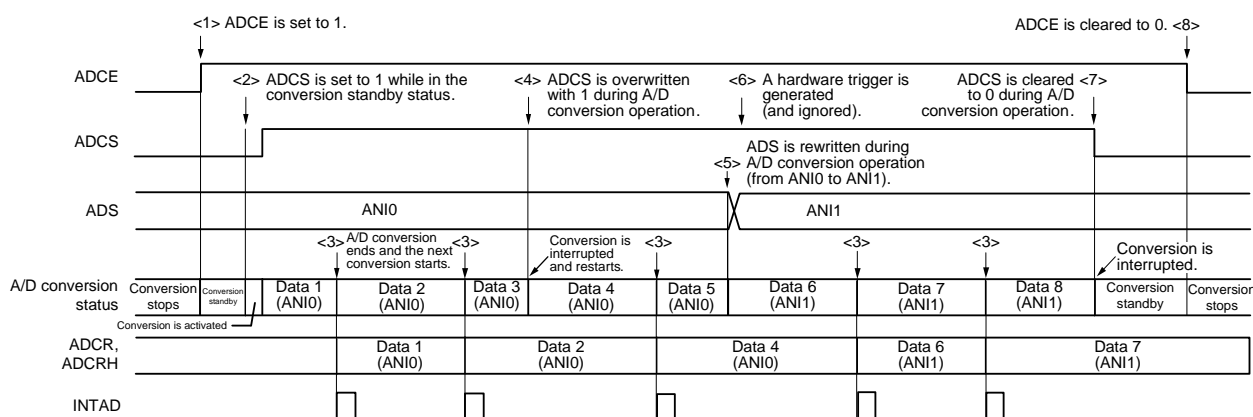 <1> ADCE is set to 1.
ADCE is cleared to 0. <8>
ADCE
<2> ADCS is set to 1 while in the
conversion standby status.
<4> ADCS is overwritten
with 1 during A/D
conversion operation.
<6> A hardware trigger is
generated
(and ignored).
ADCS is cleared <7>
to 0 during A/D
conversion operation.
ADCS
ADS is rewritten during
<5> A/D conversion operation
(from ANI0 to ANI1).
ADS
ANI0
ANI1
<3> A/D conversion
ends and the next
conversion starts.
<3>
Conversion is
interrupted
and restarts.
<3>
<3>
<3>
Conversion is
interrupted.
A/D conversion
status
Conversion
stops
Conversion
standby
Conversion is activated
Data 1
(ANI0)
Data 2
(ANI0)
Data 3
(ANI0)
Data 4
(ANI0)
Data 5
(ANI0)
Data 6
(ANI1)
Data 7
(ANI1)
Data 8
(ANI1)
Conversion
standby
Conversion
stops
ADCR,
ADCRH
Data 1
(ANI0)
Data 2
(ANI0)
Data 4
(ANI0)
Data 6
(ANI1)
Data 7
(ANI1)
INTAD